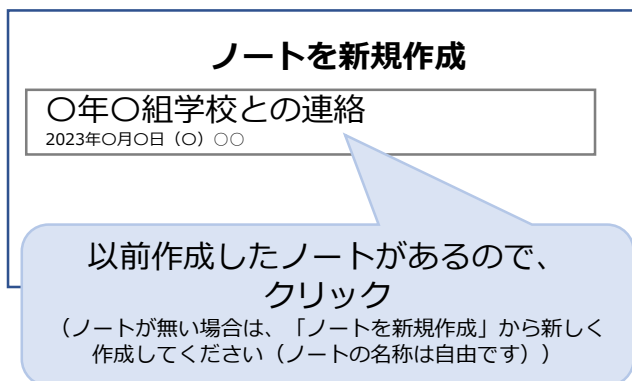 ノートを新規作成
〇年〇組学校との連絡
2023年〇月〇日（〇）○○
以前作成したノートがあるので、
クリック
（ノートが無い場合は、「ノートを新規作成」から新しく
作成してください（ノートの名称は自由です））